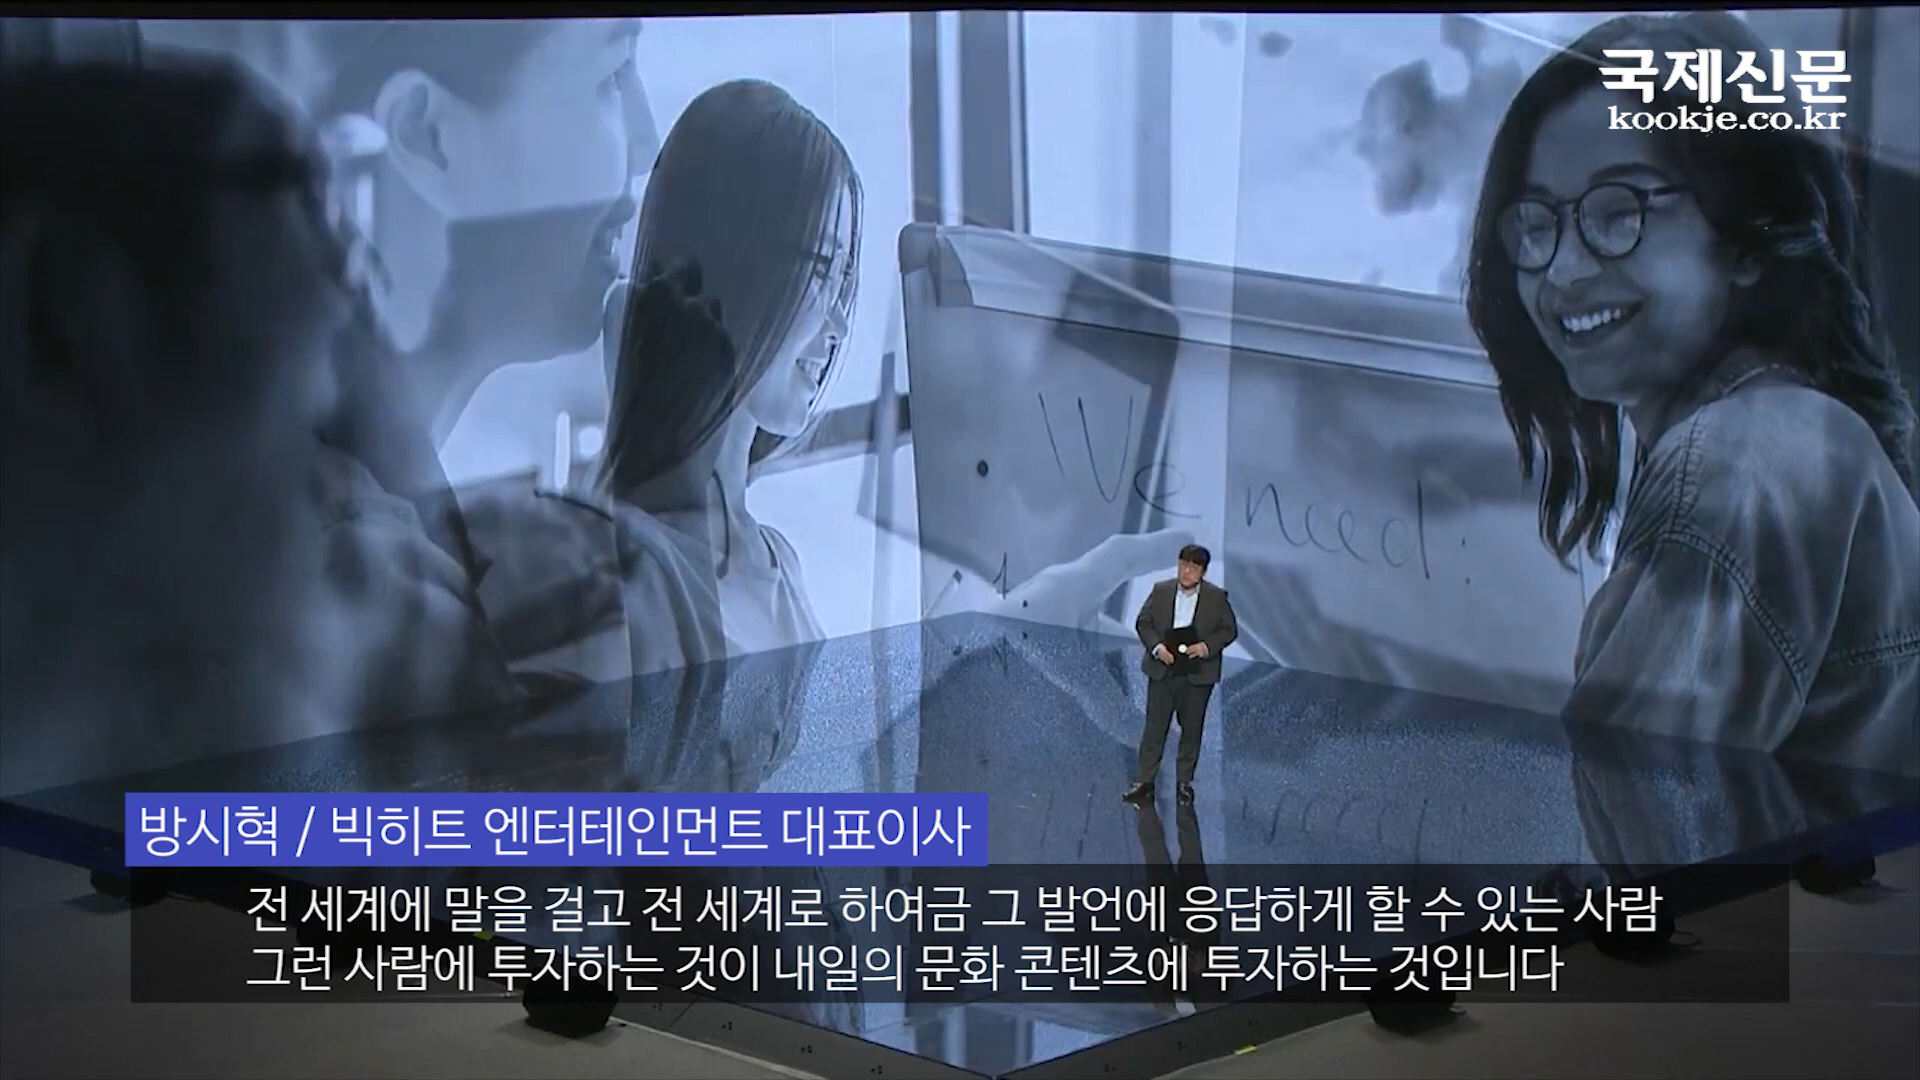 국제신문
kookje.co.kr
I've need:
방시혁 / 빅히트 엔터테인먼트 대표이사
전 세계에 말을 걸고 전 세계로 하여금 그 발언에 응답하게 할 수 있는 사람
그런 사람에 투자하는 것이 내일의 문화 콘텐츠에 투자하는 것입니다